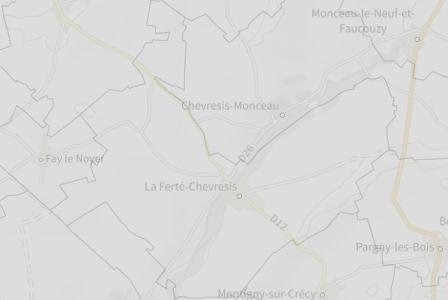 Monceau-le-Neuf-et-
Faucouzy
Chevresis-Monceau
D26
Fay le Noyer
La Ferté-Chevresis
D12
Pargny-les-Bois
Montigny-sur-Crécy